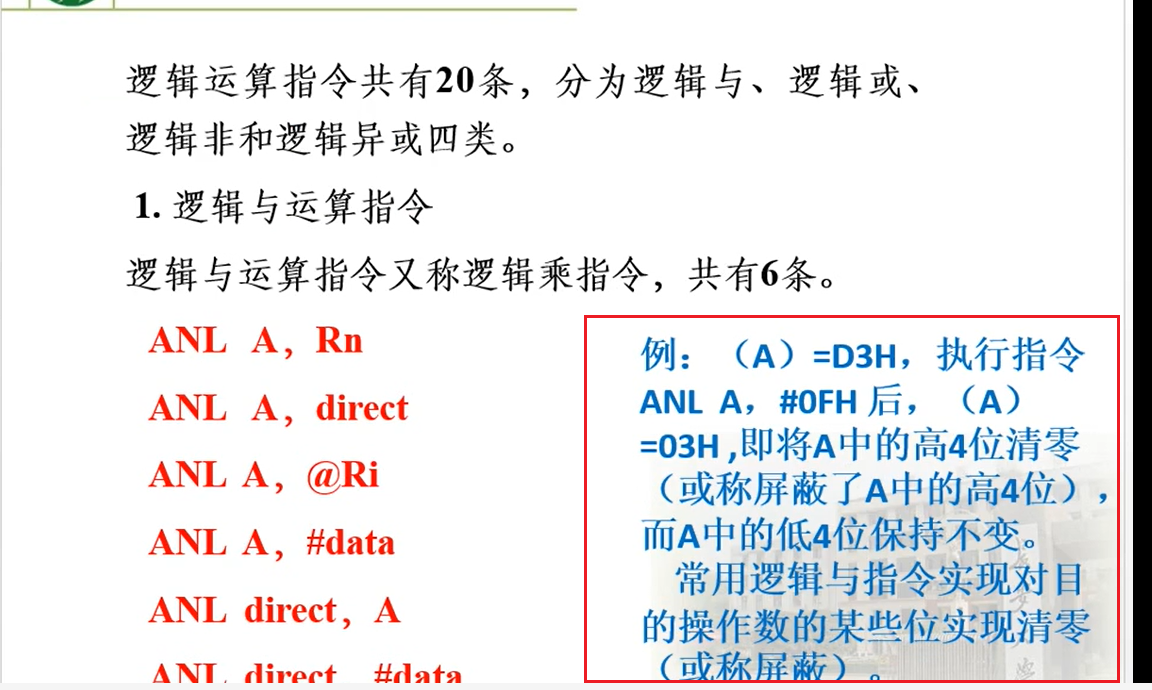 逻辑运算指令共有20条，分为逻辑与、逻辑或、
逻辑非和逻辑异或四类。
1. 逻辑与运算指令
逻辑与运算指令又称逻辑乘指令，共有6条。
ANL A，Rn
ANL A，direct
ANL A，@Ri
ANL A，#data
ANL direct，A
ANL direct，#data
例：（A）=D3H，执行指令
ANL A，#0FH 后，（A）
=03H ,即将A中的高4位清零
（或称屏蔽了A中的高4位），
而A中的低4位保持不变。
常用逻辑与指令实现对目
的操作数的某些位实现清零
（或称屏蔽）。